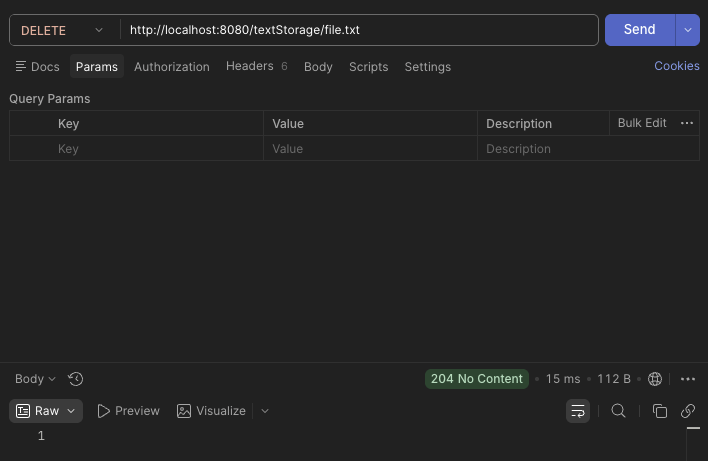 DELETE http://localhost:8080/textStorage/file.txt Send
Docs Params Authorization Headers 6 Body Scripts Settings Cookies
Query Params
Key Value Description Bulk Edit
Key Value Description
Body 204 No Content 15 ms 112 B
Raw Preview Visualize
1